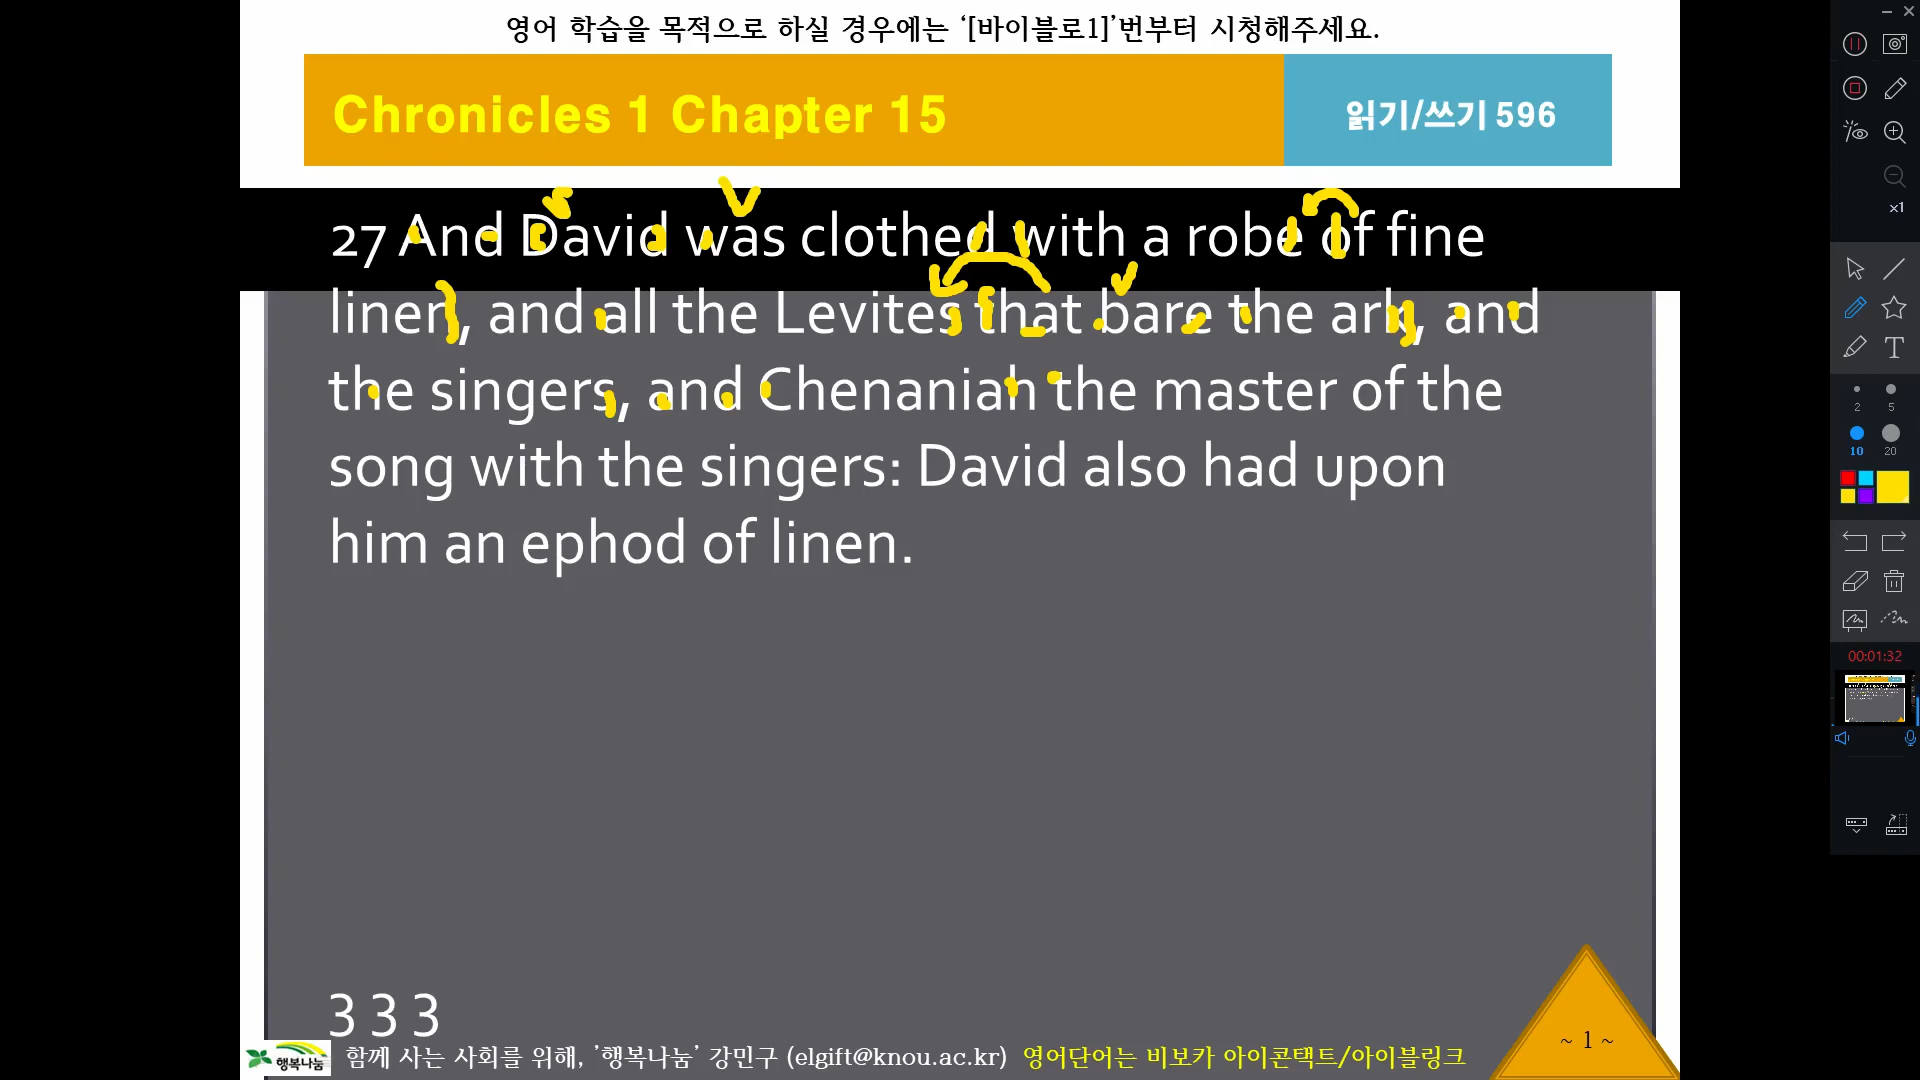 영어 학습을 목적으로 하실 경우에는 ‘[바이블로1]’번부터 시청해주세요.
Chronicles 1 Chapter 15
읽기/쓰기 596
27 And David was clothed with a robe of fine
linen, and all the Levites that bare the ark, and
the singers, and Chenaniah the master of the
song with the singers: David also had upon
him an ephod of linen.
3 3 3
행복나눔 함께 사는 사회를 위해, ’행복나눔’ 강민구 (elgift@knou.ac.kr) 영어단어는 비보카 아이콘택트/아이블링크
~ 1 ~
x1
T
2 5
10 20
00:01:32